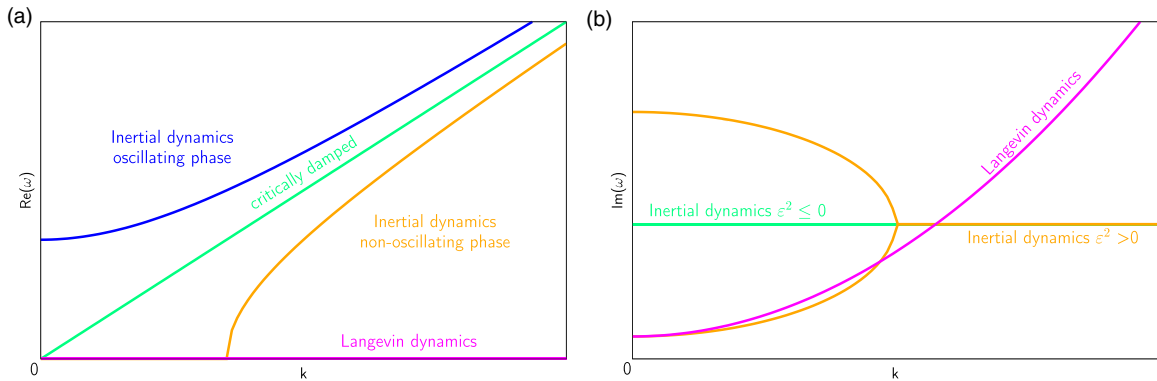 (a)
Re(ω)
Inertial dynamics
oscillating phase
critically damped
Inertial dynamics
non-oscillating phase
Langevin dynamics
0
k
(b)
Im(ω)
Langevin dynamics
Inertial dynamics ε² ≤ 0
Inertial dynamics ε² >0
0
k